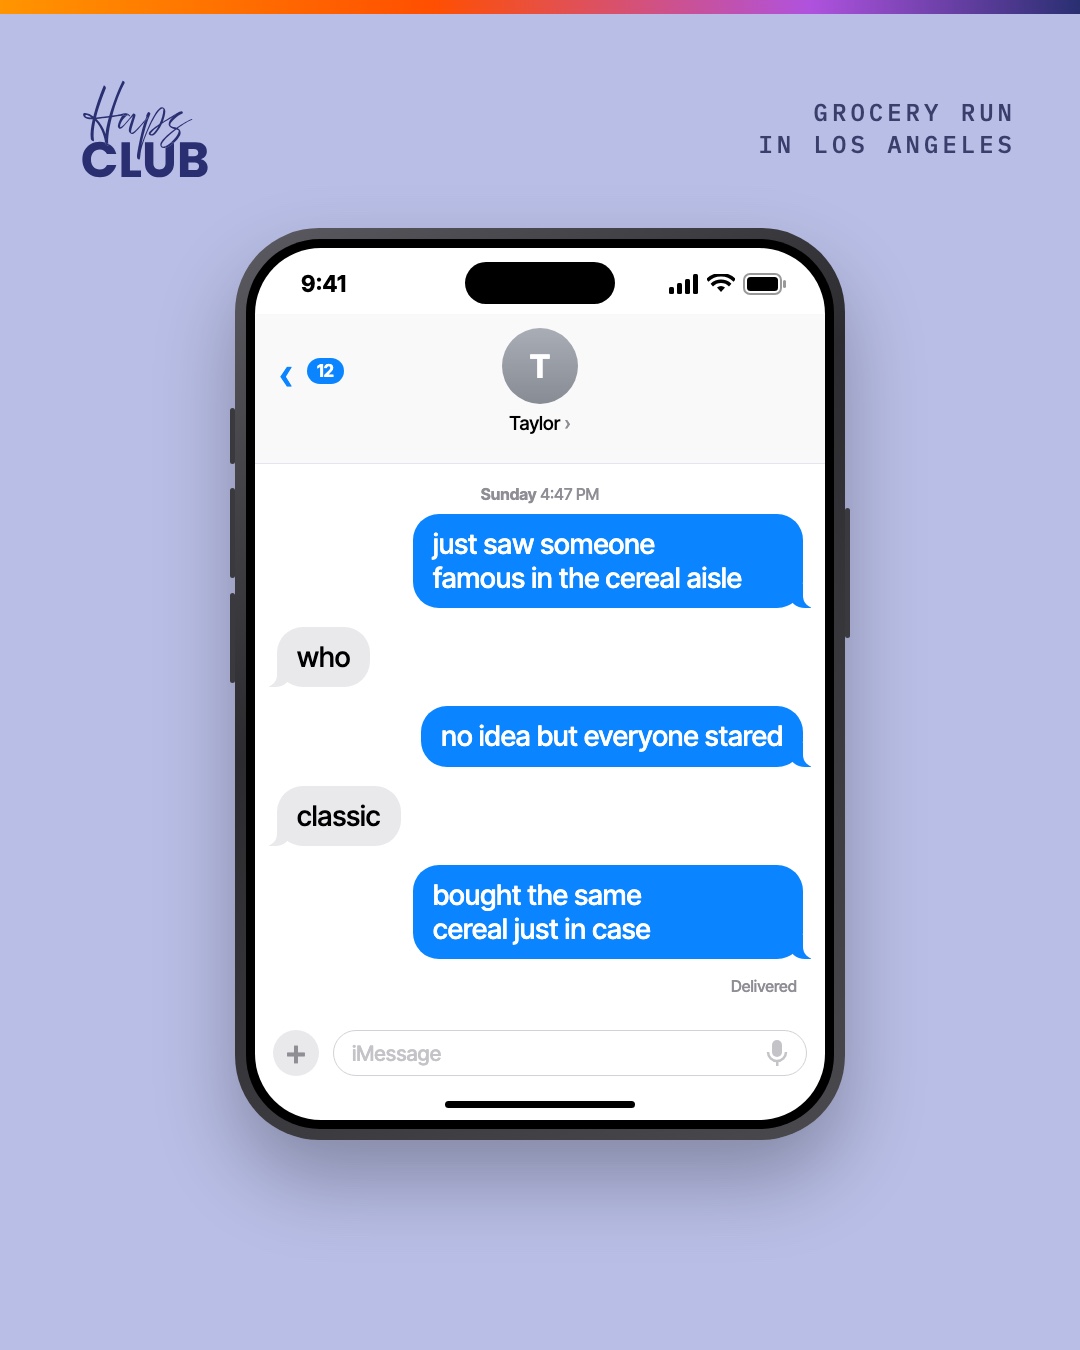 Haps
CLUB
GROCERY RUN
IN LOS ANGELES
9:41
12
T
Taylor ›
Sunday 4:47 PM
just saw someone
famous in the cereal aisle
who
no idea but everyone stared
classic
bought the same
cereal just in case
Delivered
iMessage